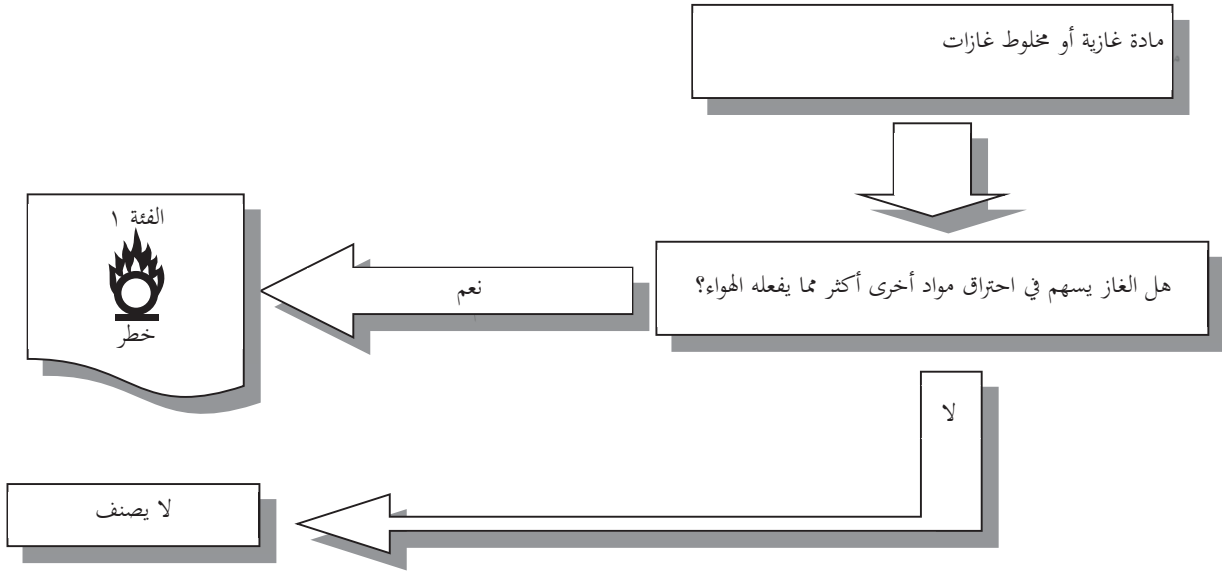 مادة غازية أو مخلوط غازات
هل الغاز يسهم في احتراق مواد أخرى أكثر مما يفعله الهواء؟
نعم
الفئة ١
خطر
لا
لا يصنف